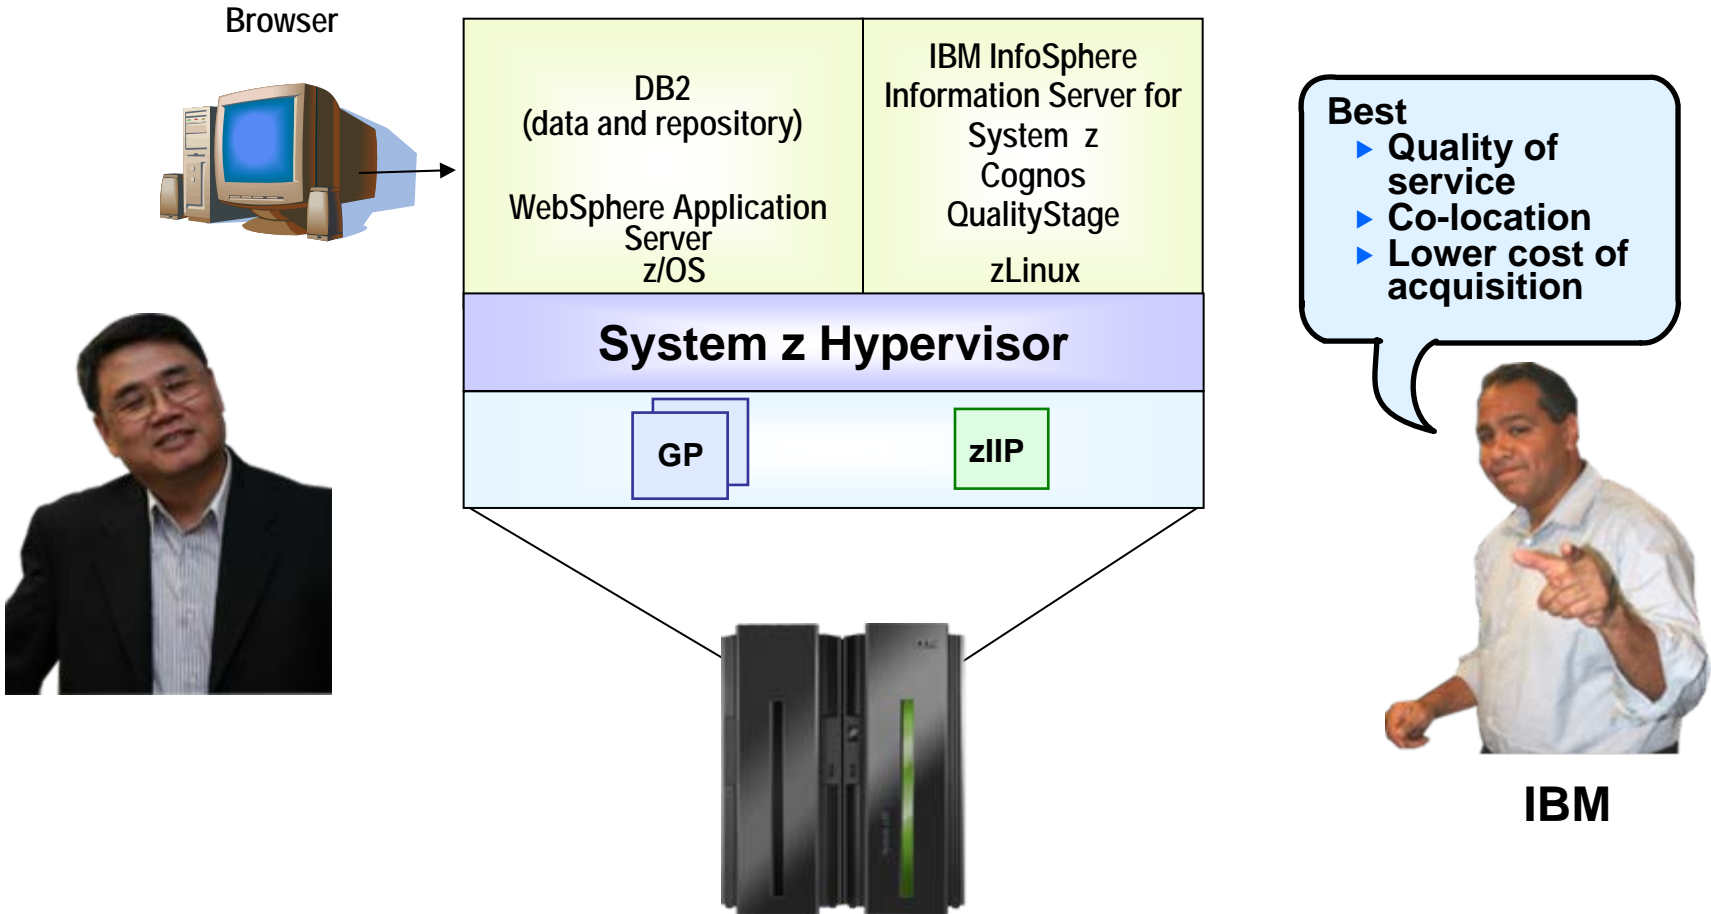 Browser
DB2
(data and repository)
WebSphere Application
Server
z/OS
IBM InfoSphere
Information Server for
System z
Cognos
QualityStage
zLinux
System z Hypervisor
GP
zIIP
Best
Quality of
service
Co-location
Lower cost of
acquisition
IBM